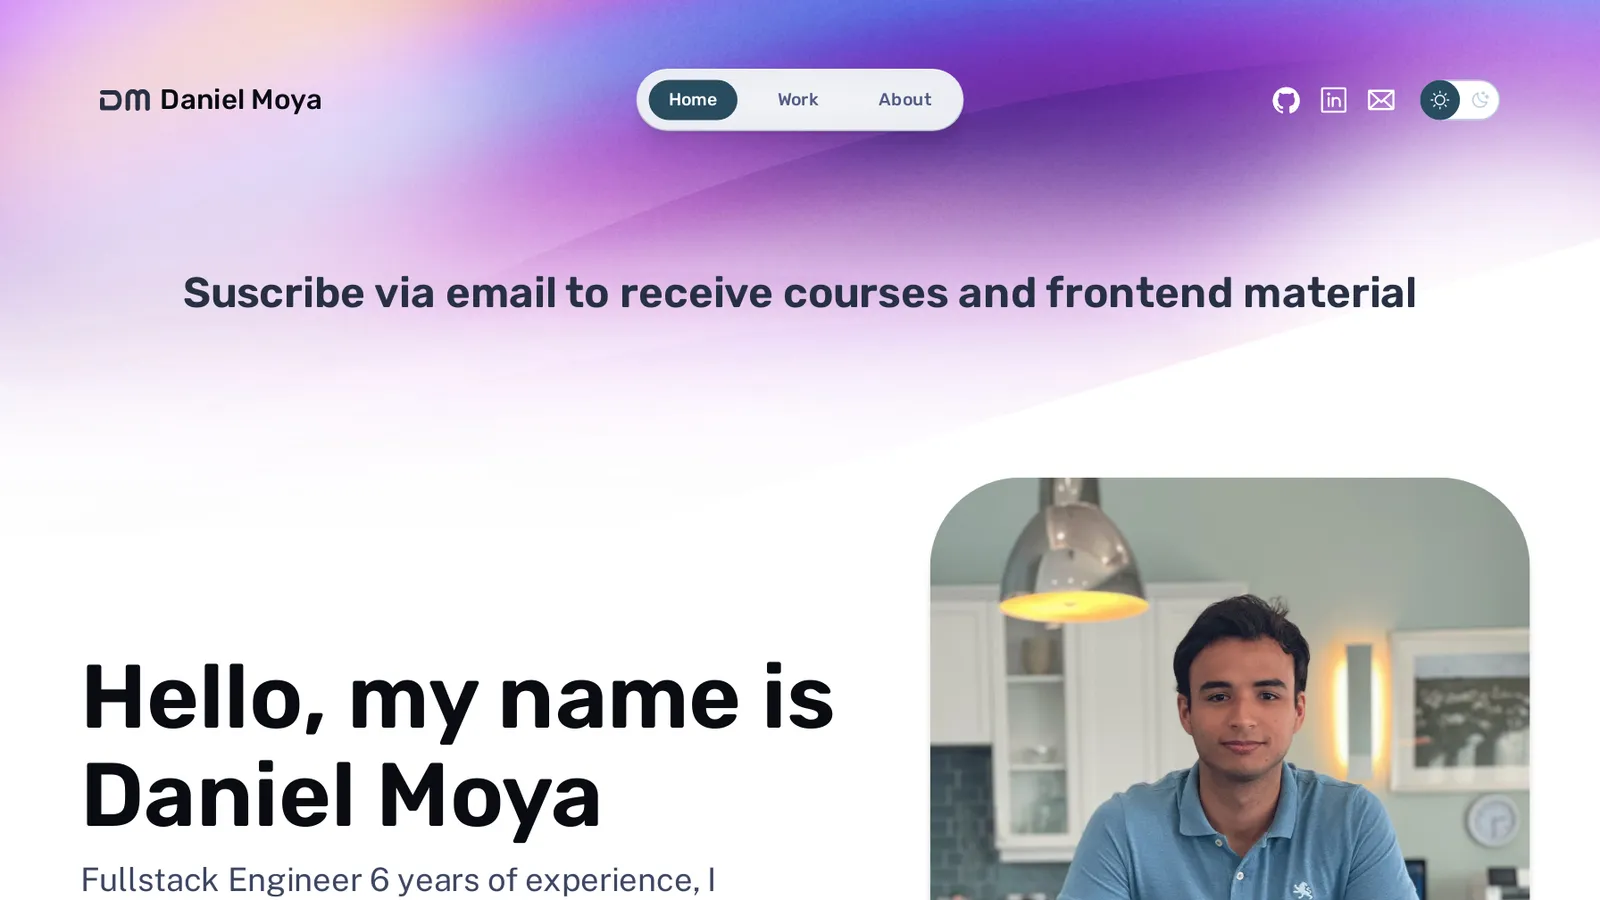 DM Daniel Moya
Home
Work
About
in
Suscribe via email to receive courses and frontend material
Hello, my name is
Daniel Moya
Fullstack Engineer 6 years of experience, I